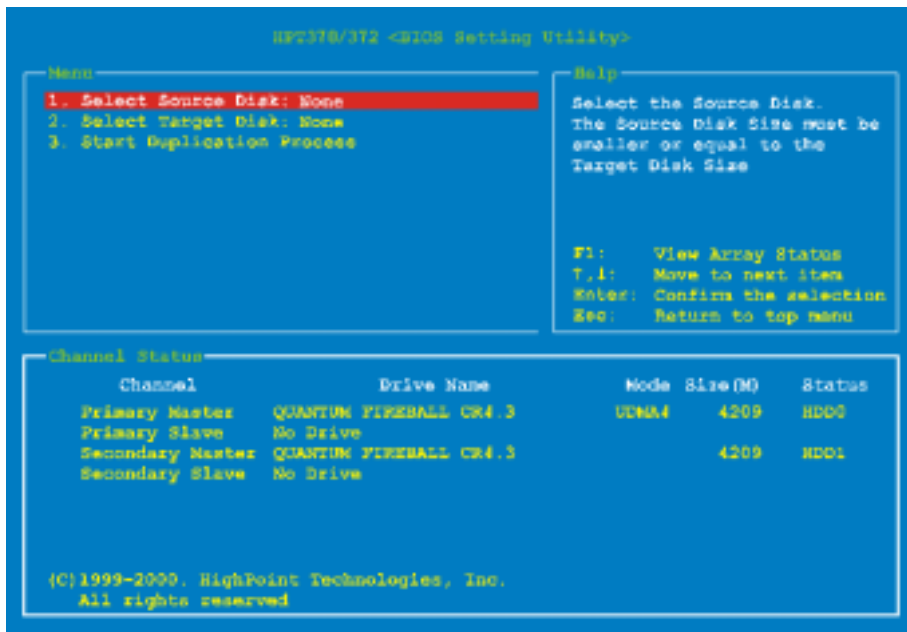 HPT370/372 <BIOS Setting Utility>
Menu
1. Select Source Disk: None
2. Select Target Disk: None
3. Start Duplication Process
Help
Select the Source Disk.
The Source Disk Size must be
smaller or equal to the
Target Disk Size
F1: View Array Status
↑,↓: Move to next item
Enter: Confirm the selection
Esc: Return to top menu
Channel Status
Channel Drive Name Mode Size(M) Status
Primary Master QUANTUM FIREBALL CR4.3 UDMA4 4209 HDD0
Primary Slave No Drive
Secondary Master QUANTUM FIREBALL CR4.3 4209 HDD1
Secondary Slave No Drive
(C)1999-2000. HighPoint Technologies, Inc.
All rights reserved